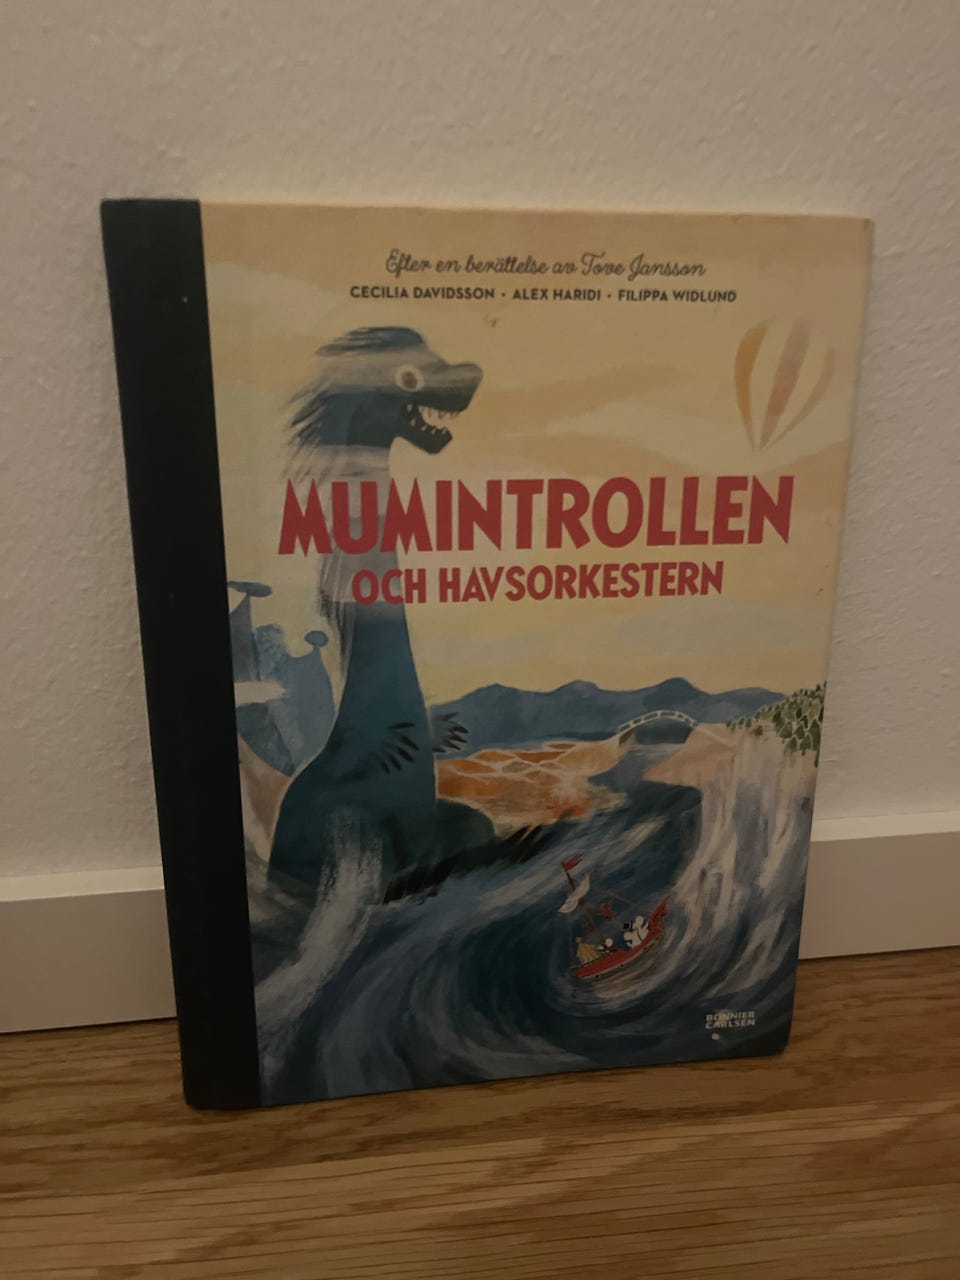 Efter en berättelse av Tove Jansson
CECILIA DAVIDSSON • ALEX HARIDI • FILIPPA WIDLUND
MUMINTROLLEN
OCH HAVSORKESTERN
BONNIER
CARLSEN